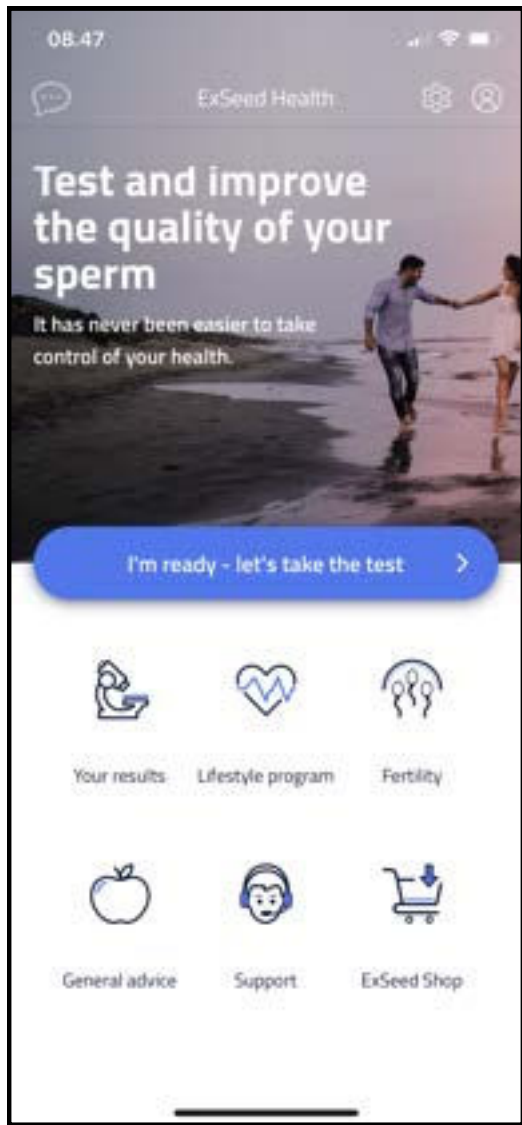 08.47
ExSeed Health
Test and improve
the quality of your
sperm
It has never been easier to take
control of your health.
I'm ready - let's take the test
Your results
Lifestyle program
Fertility
General advice
Support
ExSeed Shop